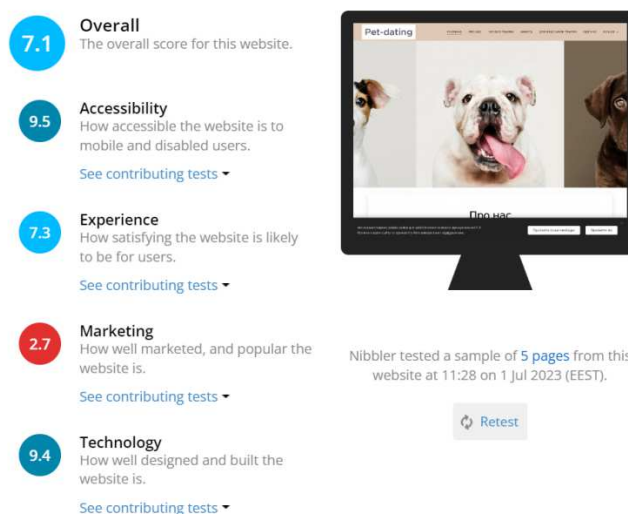 7.1
Overall
The overall score for this website.
9.5
Accessibility
How accessible the website is to
mobile and disabled users.
See contributing tests
7.3
Experience
How satisfying the website is likely
to be for users.
See contributing tests
2.7
Marketing
How well marketed, and popular the
website is.
See contributing tests
9.4
Technology
How well designed and built the
website is.
See contributing tests
Pet-dating
Про нас
Nibbler tested a sample of 5 pages from this
website at 11:28 on 1 Jul 2023 (EEST).
Retest